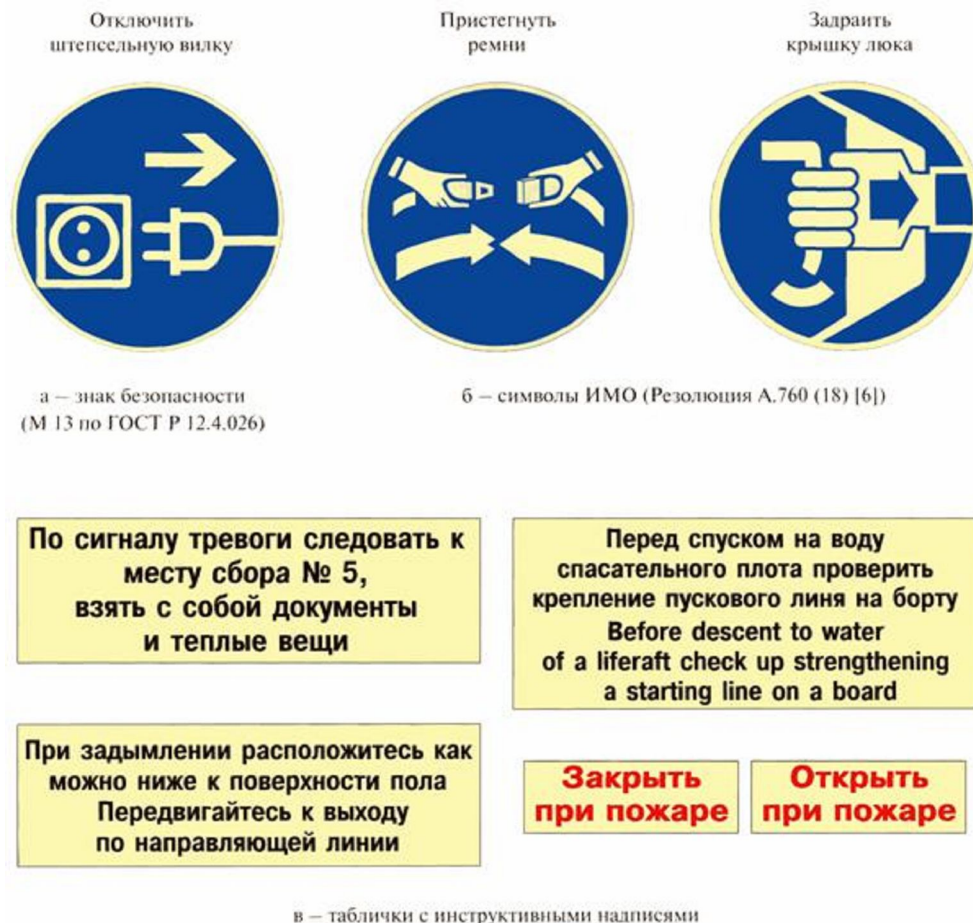 Отключить
штепсельную вилку
Пристегнуть
ремни
Задраить
крышку люка
а — знак безопасности
(М 13 по ГОСТ Р 12.4.026)
б — символы ИМО (Резолюция А.760 (18) [6])
По сигналу тревоги следовать к
месту сбора № 5,
взять с собой документы
и теплые вещи
Перед спуском на воду
спасательного плота проверить
крепление пускового линя на борту
Before descent to water
of a liferaft check up strengthening
a starting line on a board
При задымлении расположитесь как
можно ниже к поверхности пола
Передвигайтесь к выходу
по направляющей линии
Закрыть
при пожаре
Открыть
при пожаре
в — таблички с инструктивными надписями